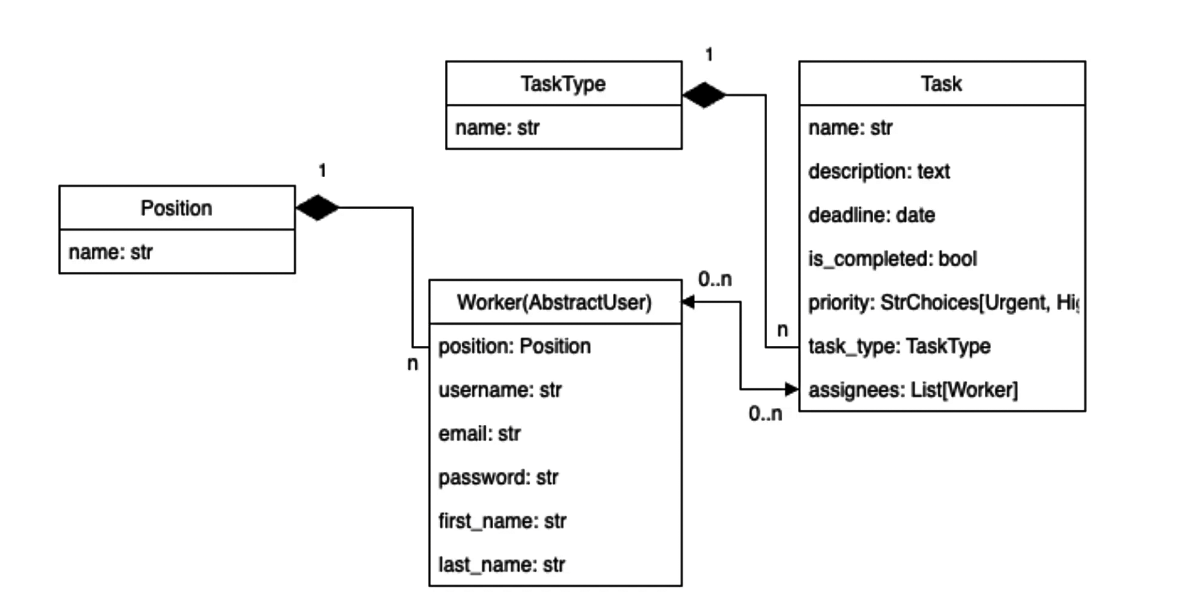 1
TaskType
name: str
1
Position
name: str
n
Worker(AbstractUser)
position: Position
username: str
email: str
password: str
first_name: str
last_name: str
0..n
0..n
n
Task
name: str
description: text
deadline: date
is_completed: bool
priority: StrChoices[Urgent,
task_type: TaskType
assignees: List[Worker]